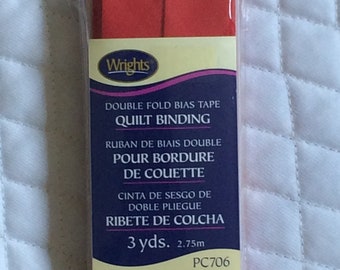 Wrights®
DOUBLE FOLD BIAS TAPE
QUILT BINDING
RUBAN DE BIAIS DOUBLE
POUR BORDURE
DE COUETTE
CINTA DE SESGO DE
DOBLE PLIEGUE
RIBETE DE COLCHA
3 yds. 2.75m
PC706